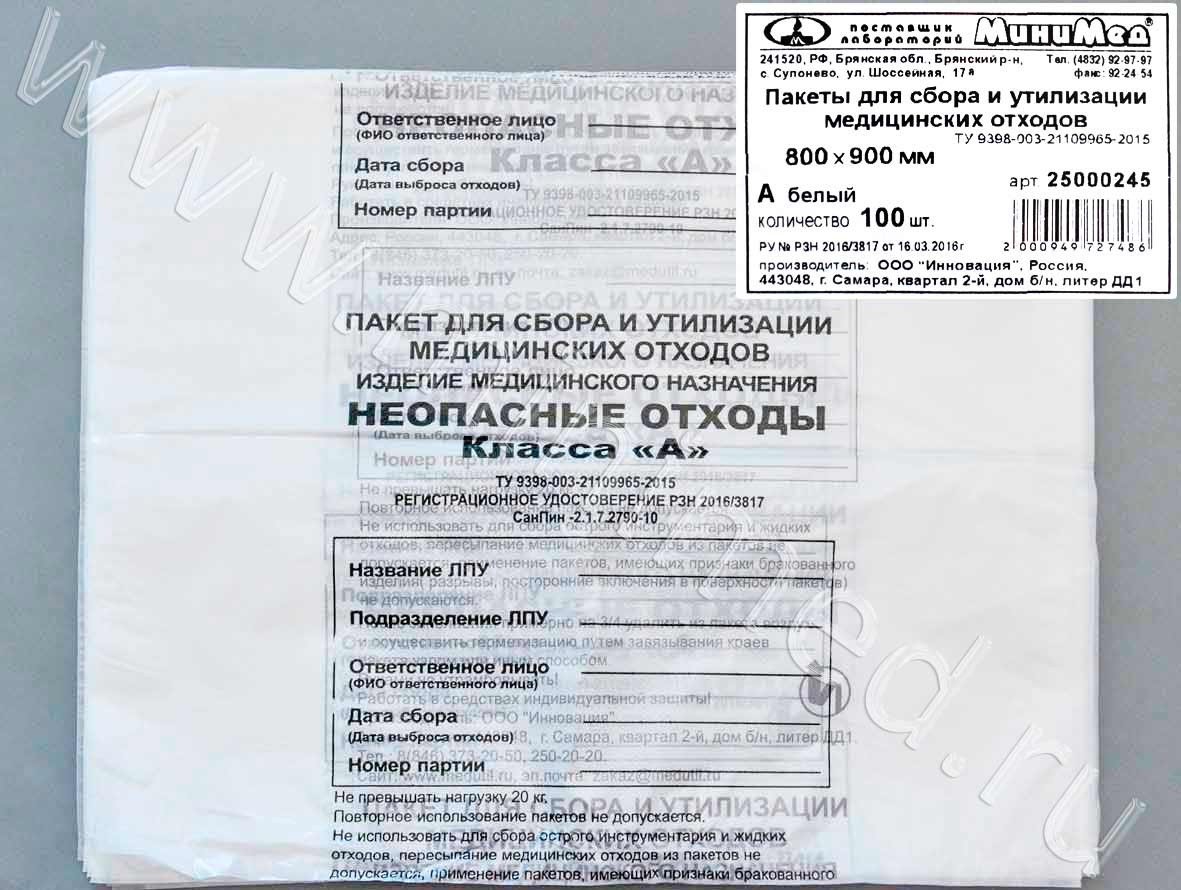 поставщик
лабораторий
МиниМед®
241520, РФ, Брянская обл., Брянский р-н,
с. Супонево, ул. Шоссейная, 17а
Тел. (4832) 92-97-97
факс: 92-24 54
Пакеты для сбора и утилизации
медицинских отходов
ТУ 9398-003-21109965-2015
800 x 900 мм
арт 25000245
А белый
количество 100 шт.
РУ № РЗН 2016/3817 от 16.03.2016г
2 000949 727486
производитель: ООО "Инновация", Россия,
443048, г. Самара, квартал 2-й, дом б/н, литер ДД1
Ответственное лицо
(ФИО ответственного лица)
Дата сбора
(Дата выброса отходов)
Номер партии
ПАКЕТ ДЛЯ СБОРА И УТИЛИЗАЦИИ
МЕДИЦИНСКИХ ОТХОДОВ
ИЗДЕЛИЕ МЕДИЦИНСКОГО НАЗНАЧЕНИЯ
НЕОПАСНЫЕ ОТХОДЫ
Класса «А»
ТУ 9398-003-21109965-2015
РЕГИСТРАЦИОННОЕ УДОСТОВЕРЕНИЕ РЗН 2016/3817
СанПин -2.1.7.2790-10
Название ЛПУ
Подразделение ЛПУ
Ответственное лицо
(ФИО ответственного лица)
Дата сбора
(Дата выброса отходов)
Номер партии
Не превышать нагрузку 20 кг.
Повторное использование пакетов не допускается.
Не использовать для сбора острого инструментария и жидких
отходов, пересыпание медицинских отходов из пакетов не
допускается, применение пакетов, имеющих признаки бракованного
www.minimed.ru